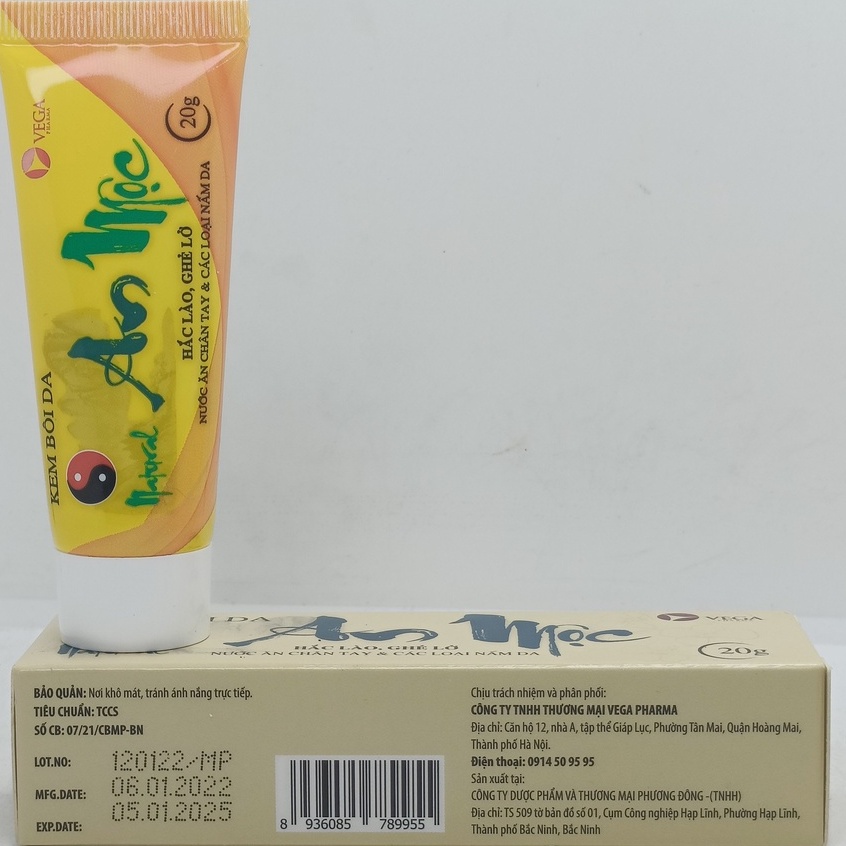 VEGA
PHARMA
20g
KEM BÔI DA
Natural
An Mộc
HẮC LÀO, GHẺ LỞ
NƯỚC ĂN CHÂN TAY & CÁC LOẠI NẤM DA
I DA
An Mộc
HẮC LÀO, GHẺ LỞ
NƯỚC ĂN CHÂN TAY & CÁC LOẠI NẤM DA
VEGA
20g
BẢO QUẢN: Nơi khô mát, tránh ánh nắng trực tiếp.
TIÊU CHUẨN: TCCS
SỐ CB: 07/21/CBMP-BN
LOT.NO: 120122/MP
MFG.DATE: 06.01.2022
EXP.DATE: 05.01.2025
8 936085 789955
Chịu trách nhiệm và phân phối:
CÔNG TY TNHH THƯƠNG MẠI VEGA PHARMA
Địa chỉ: Căn hộ 12, nhà A, tập thể Giáp Lục, Phường Tân Mai, Quận Hoàng Mai,
Thành phố Hà Nội.
Điện thoại: 0914 50 95 95
Sản xuất tại:
CÔNG TY DƯỢC PHẨM VÀ THƯƠNG MẠI PHƯƠNG ĐÔNG -(TNHH)
Địa chỉ: TS 509 tờ bản đồ số 01, Cụm Công nghiệp Hạp Lĩnh, Phường Hạp Lĩnh,
Thành phố Bắc Ninh, Bắc Ninh